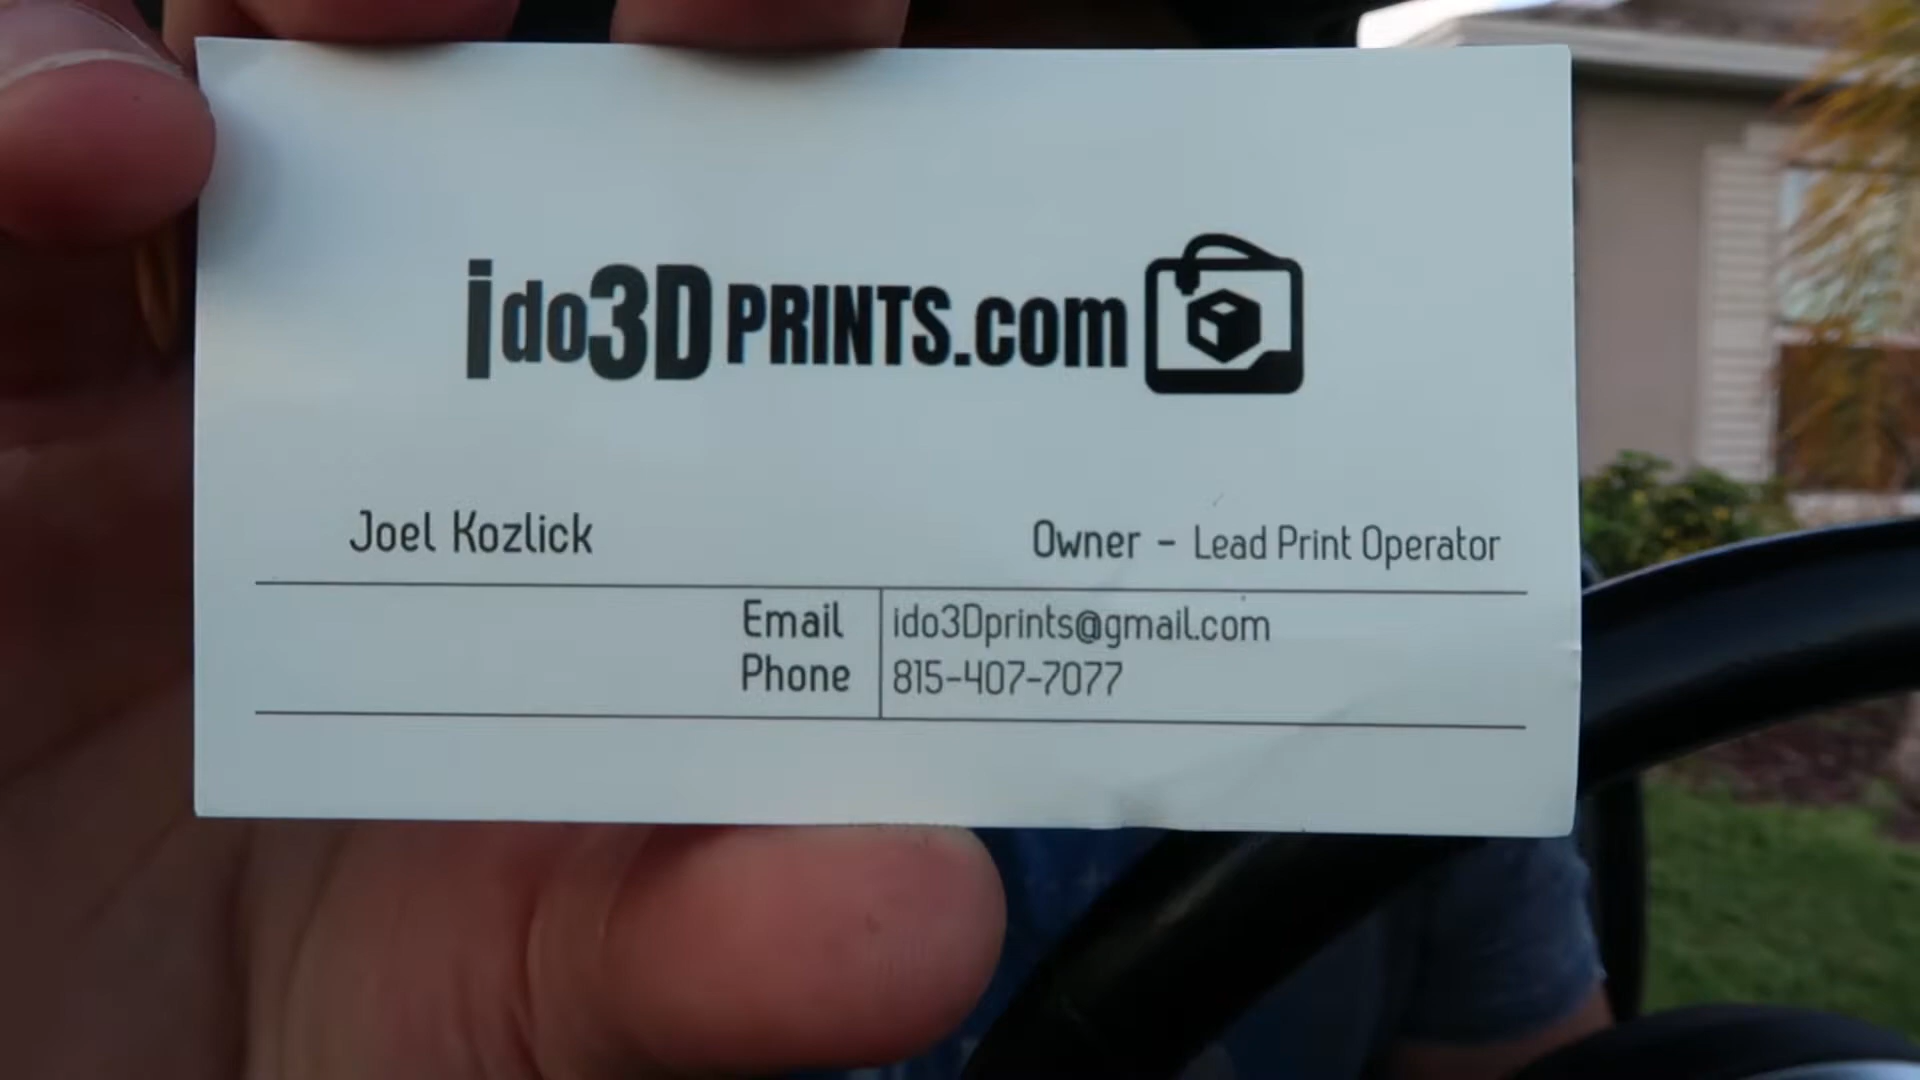 ido3DPRINTS.com
Joel Kozlick
Owner - Lead Print Operator
Email ido3Dprints@gmail.com
Phone 815-407-7077